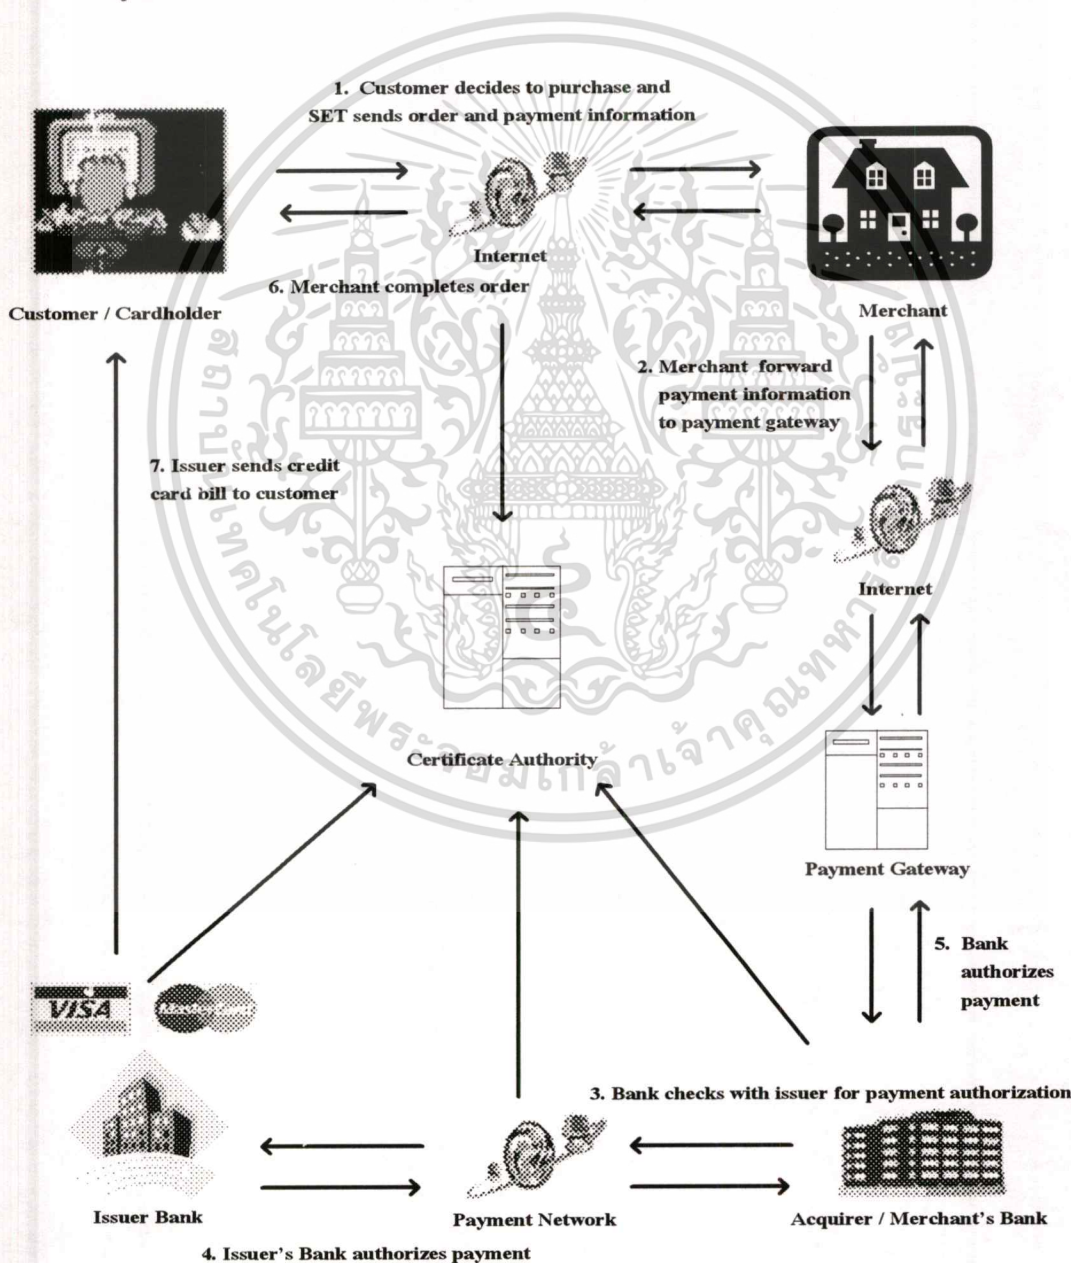 1. Customer decides to purchase and
SET sends order and payment information
Internet
6. Merchant completes order
Customer / Cardholder
Merchant
2. Merchant forward
payment information
to payment gateway
7. Issuer sends credit
card bill to customer
Internet
Certificate Authority
Payment Gateway
5. Bank
authorizes
payment
VISA
MasterCard
3. Bank checks with issuer for payment authorization
Issuer Bank
Payment Network
Acquirer / Merchant's Bank
4. Issuer's Bank authorizes payment